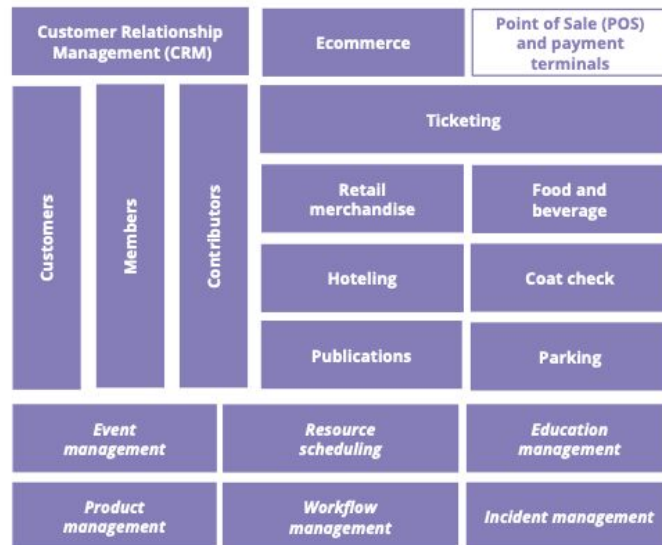 Customer Relationship
Management (CRM)
Ecommerce
Point of Sale (POS)
and payment
terminals
Customers
Members
Contributors
Ticketing
Retail
merchandise
Food and
beverage
Hoteling
Coat check
Publications
Parking
Event
management
Resource
scheduling
Education
management
Product
management
Workflow
management
Incident management